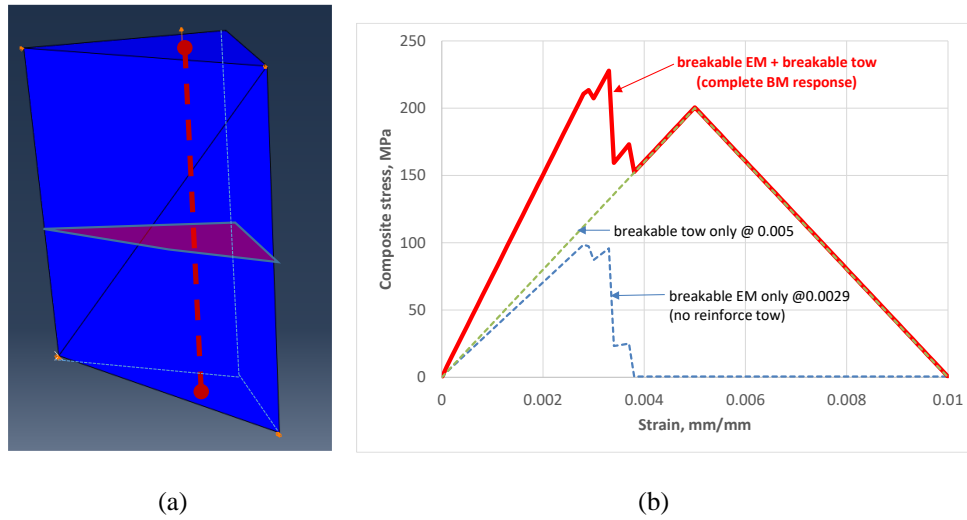 250
200
150
100
50
0
Composite stress, MPa
breakable EM + breakable tow
(complete BM response)
breakable tow only @ 0.005
breakable EM only @0.0029
(no reinforce tow)
0 0.002 0.004 0.006 0.008 0.01
Strain, mm/mm
(a) (b)